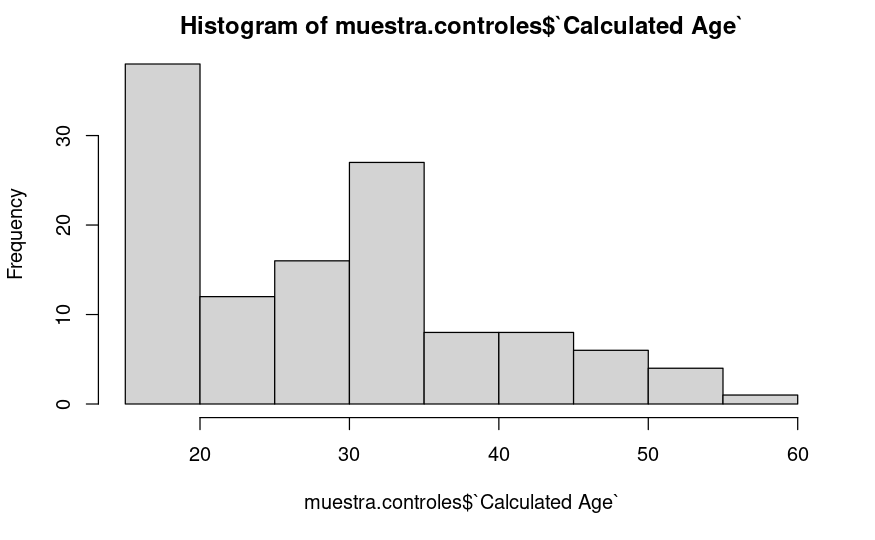 Histogram of muestra.controles$`Calculated Age`
Frequency
30
20
10
0
20 30 40 50 60
muestra.controles$`Calculated Age`